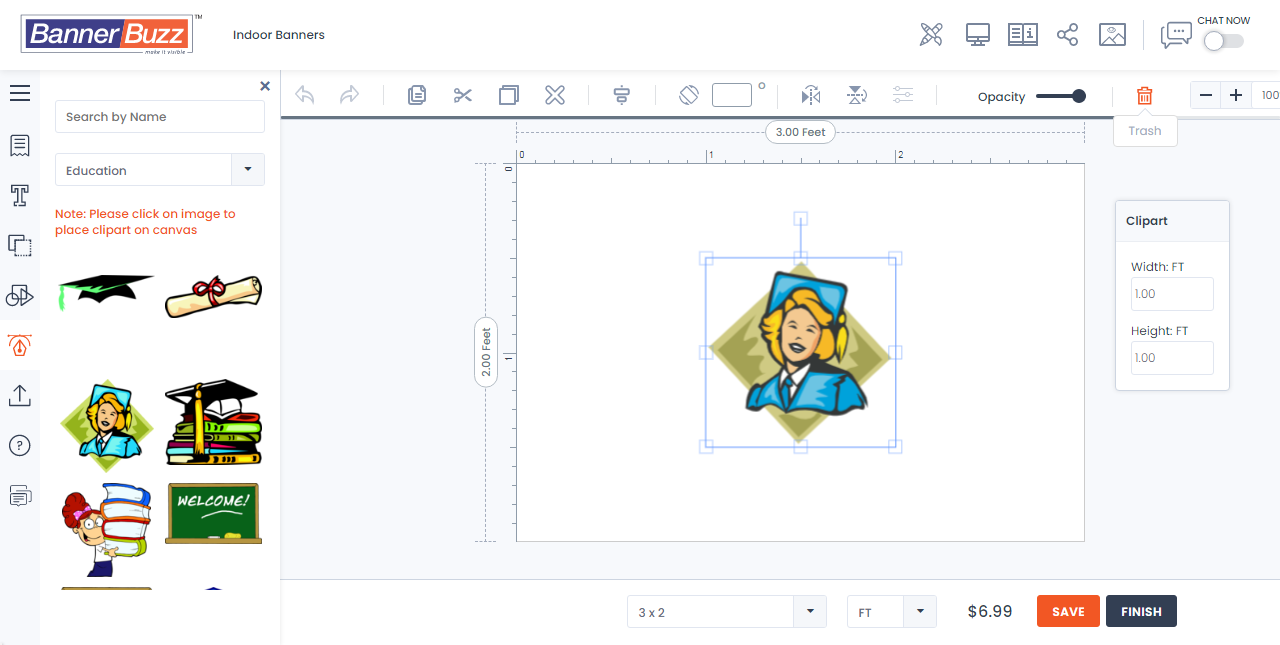 BannerBuzz™
make it visible
Indoor Banners
CHAT NOW
Opacity
100
Trash
Search by Name
Education
Note: Please click on image to
place clipart on canvas
WELCOME!
3.00 Feet
0
1
2
0
1
2.00 Feet
Clipart
Width: FT
1.00
Height: FT
1.00
3 x 2
FT
$6.99
SAVE
FINISH